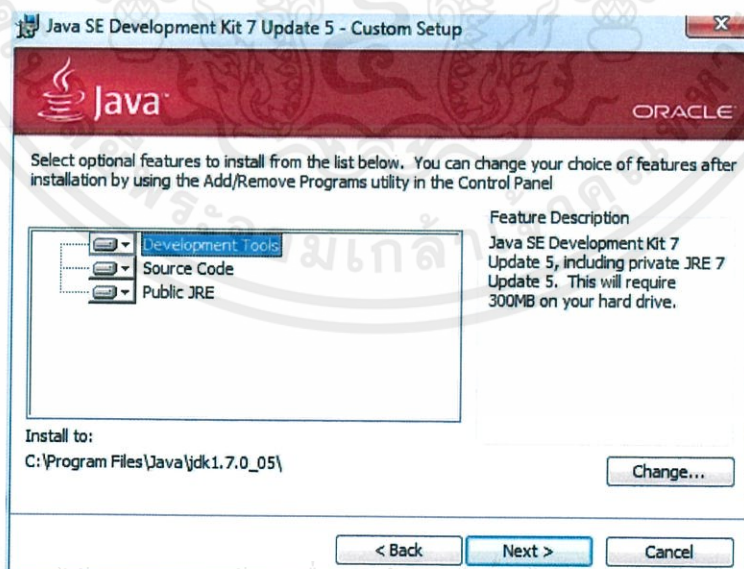 Java SE Development Kit 7 Update 5 - Custom Setup
Java
ORACLE
Select optional features to install from the list below. You can change your choice of features after
installation by using the Add/Remove Programs utility in the Control Panel
Development Tools
Source Code
Public JRE
Feature Description
Java SE Development Kit 7
Update 5, including private JRE 7
Update 5. This will require
300MB on your hard drive.
Install to:
C:\Program Files\Java\jdk1.7.0_05\
Change...
< Back
Next >
Cancel